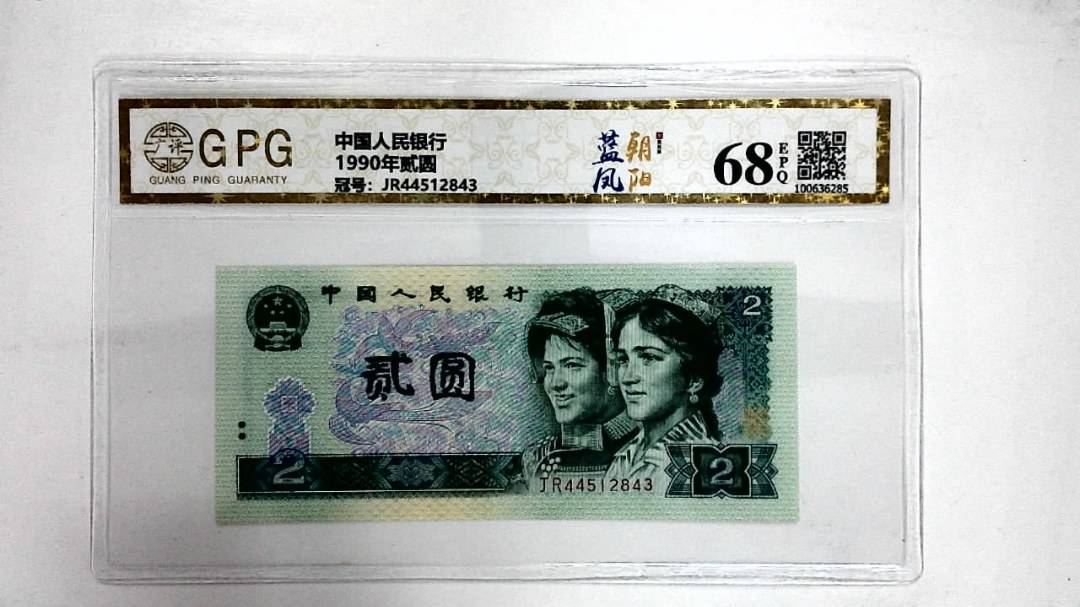 广评
GPG
GUANG PING GUARANTY
中国人民银行
1990年贰圆
冠号：JR44512843
蓝凤
朝阳
68
EPQ
100636285
中国人民银行
2
贰圆
2
2
JR44512843